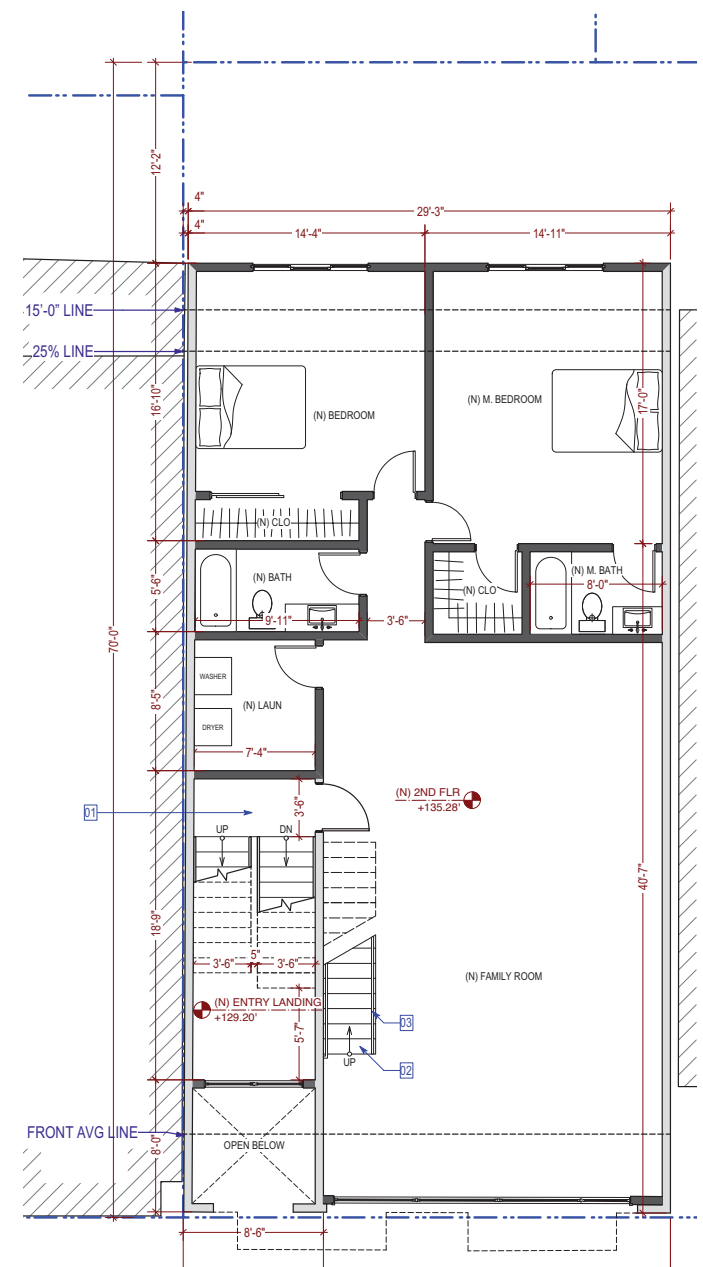 12'-2"
4"
29'-3"
4"
14'-4"
14'-11"
15'-0" LINE
25% LINE
16'-10"
17'-0"
(N) M. BEDROOM
(N) BEDROOM
(N) CLO
(N) BATH
(N) M. BATH
8'-0"
(N) CLO
5'-6"
9'-11"
3'-6"
70'-0"
WASHER
(N) LAUN
8'-5"
DRYER
7'-4"
(N) 2ND FLR
+135.28'
3'-6"
01
UP
DN
40'-7"
18'-9"
5"
3'-6"
3'-6"
(N) FAMILY ROOM
(N) ENTRY LANDING
+129.20'
03
5'-7"
UP
02
FRONT AVG LINE
8'-0"
OPEN BELOW
8'-6"